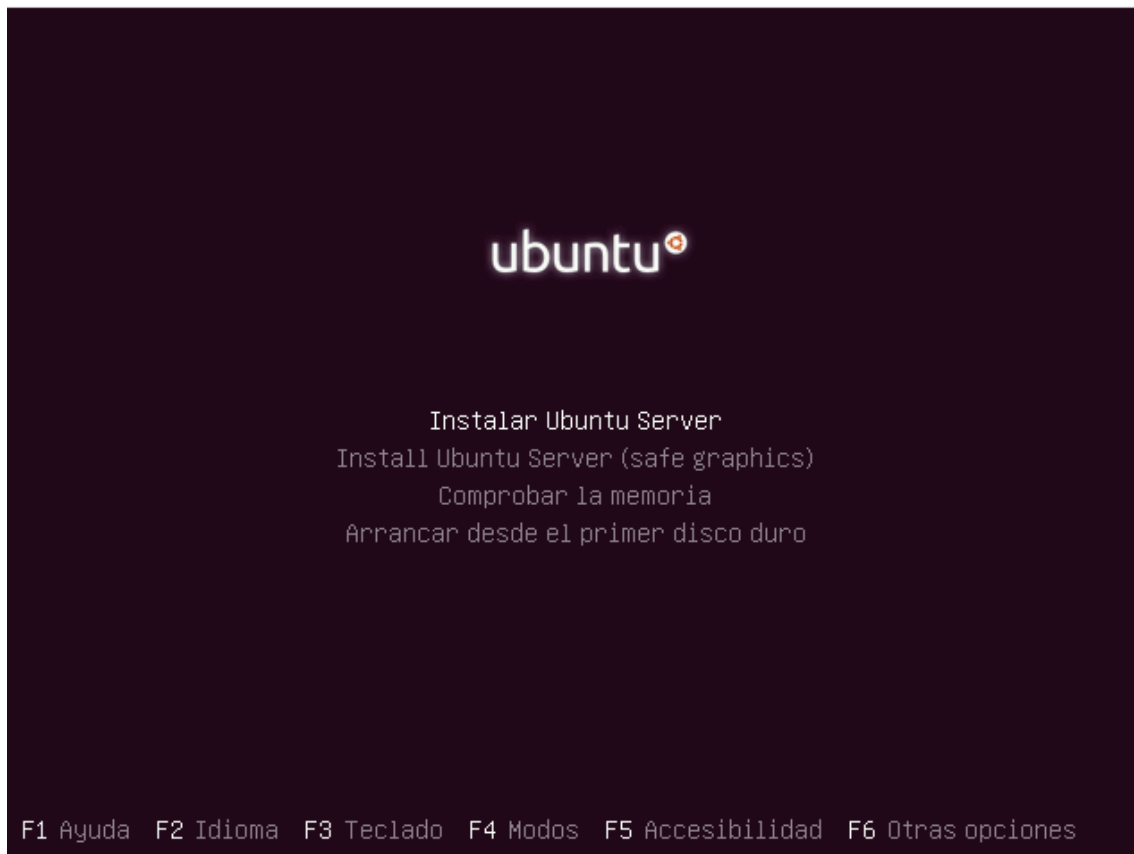 ubuntu
Instalar Ubuntu Server
Install Ubuntu Server (safe graphics)
Comprobar la memoria
Arrancar desde el primer disco duro
F1 Ayuda F2 Idioma F3 Teclado F4 Modos F5 Accesibilidad F6 Otras opciones